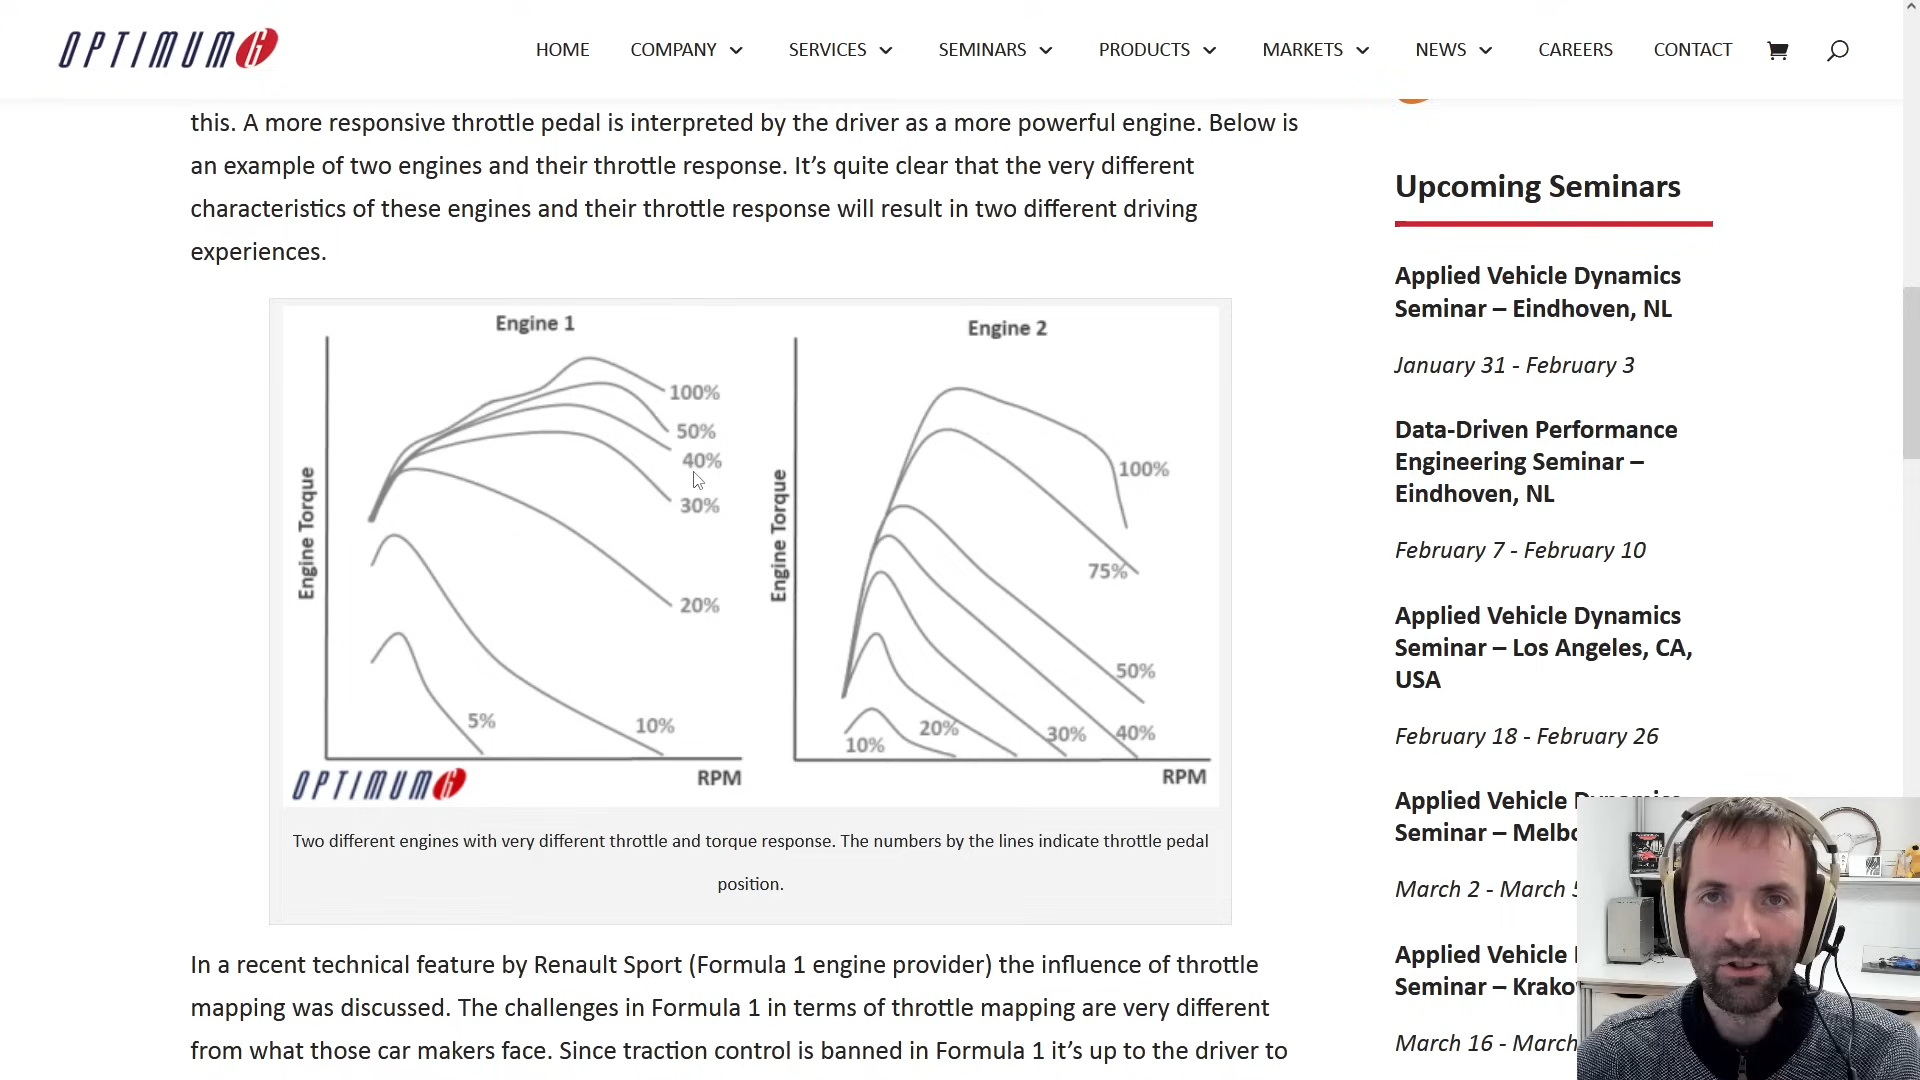 OPTIMUMG
HOME COMPANY SERVICES SEMINARS PRODUCTS MARKETS NEWS CAREERS CONTACT
this. A more responsive throttle pedal is interpreted by the driver as a more powerful engine. Below is
an example of two engines and their throttle response. It’s quite clear that the very different
characteristics of these engines and their throttle response will result in two different driving
experiences.
Engine 1
Engine Torque
100%
50%
40%
30%
20%
5%
10%
RPM
OPTIMUMG
Engine 2
Engine Torque
100%
75%
50%
10%
20%
30%
40%
RPM
Two different engines with very different throttle and torque response. The numbers by the lines indicate throttle pedal
position.
In a recent technical feature by Renault Sport (Formula 1 engine provider) the influence of throttle
mapping was discussed. The challenges in Formula 1 in terms of throttle mapping are very different
from what those car makers face. Since traction control is banned in Formula 1 it’s up to the driver to
Upcoming Seminars
Applied Vehicle Dynamics
Seminar – Eindhoven, NL
January 31 - February 3
Data-Driven Performance
Engineering Seminar –
Eindhoven, NL
February 7 - February 10
Applied Vehicle Dynamics
Seminar – Los Angeles, CA,
USA
February 18 - February 26
Applied Vehicle Dynamics
Seminar – Melbo
March 2 - March 5
Applied Vehicle
Seminar – Krako
March 16 - March